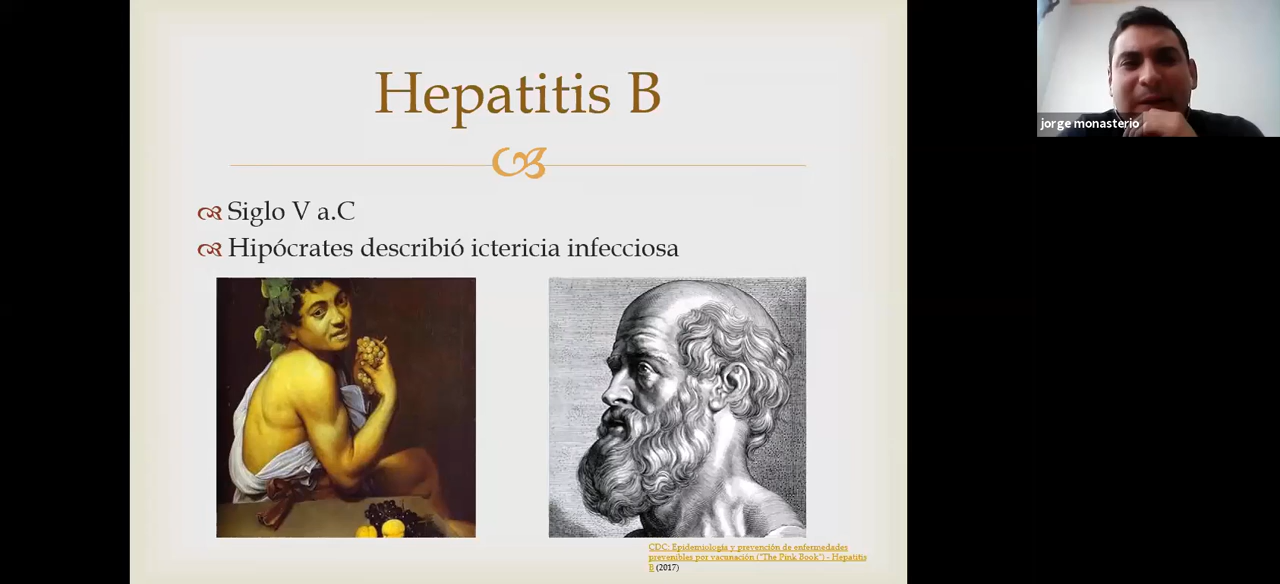 Hepatitis B
Siglo V a.C
Hipócrates describió ictericia infecciosa
CDC: Epidemiología y prevención de enfermedades
prevenibles por vacunación ("The Pink Book") - Hepatitis
B (2017)
jorge monasterio